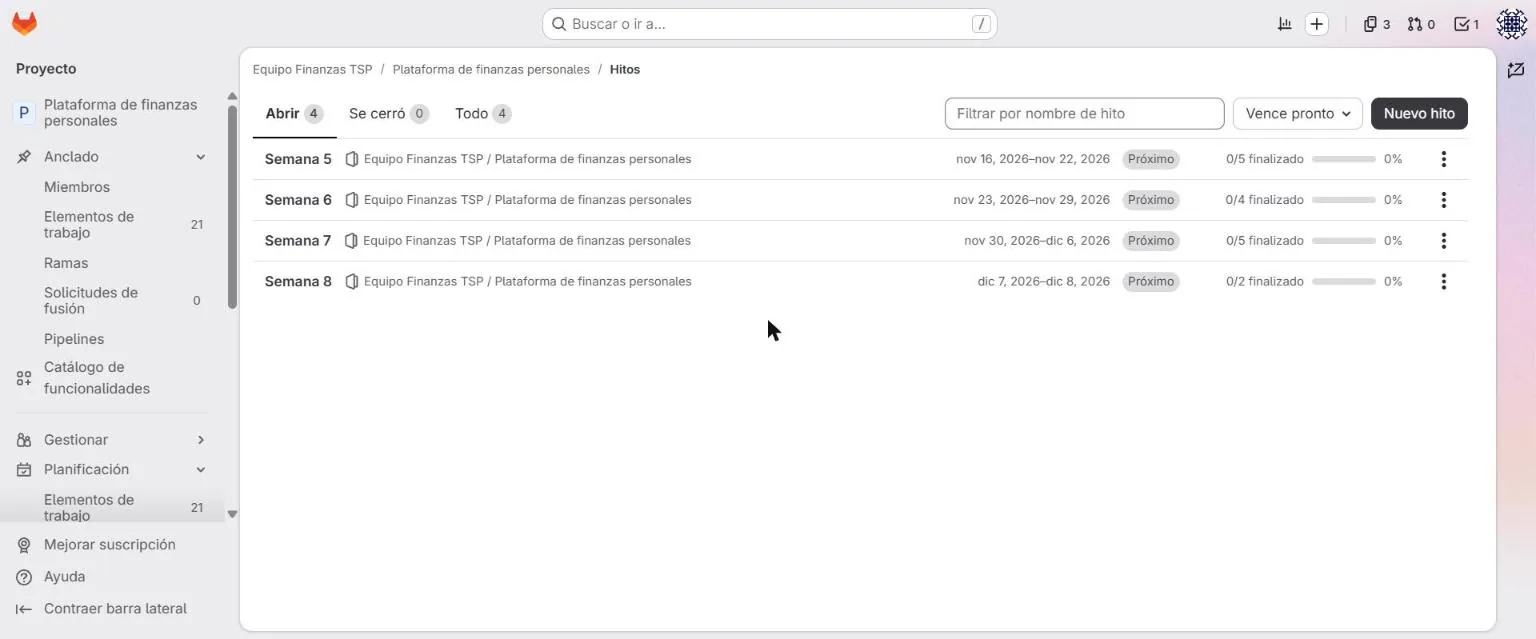 Buscar o ir a...
/
3
0
1
Proyecto
P
Plataforma de finanzas
personales
Anclado
Miembros
Elementos de
trabajo
21
Ramas
Solicitudes de
fusión
0
Pipelines
Catálogo de
funcionalidades
Gestionar
Planificación
Elementos de
trabajo
21
Mejorar suscripción
Ayuda
Contraer barra lateral
Equipo Finanzas TSP / Plataforma de finanzas personales / Hitos
Abrir 4 Se cerró 0 Todo 4
Filtrar por nombre de hito
Vence pronto
Nuevo hito
Semana 5 Equipo Finanzas TSP / Plataforma de finanzas personales nov 16, 2026–nov 22, 2026 Próximo 0/5 finalizado 0%
Semana 6 Equipo Finanzas TSP / Plataforma de finanzas personales nov 23, 2026–nov 29, 2026 Próximo 0/4 finalizado 0%
Semana 7 Equipo Finanzas TSP / Plataforma de finanzas personales nov 30, 2026–dic 6, 2026 Próximo 0/5 finalizado 0%
Semana 8 Equipo Finanzas TSP / Plataforma de finanzas personales dic 7, 2026–dic 8, 2026 Próximo 0/2 finalizado 0%